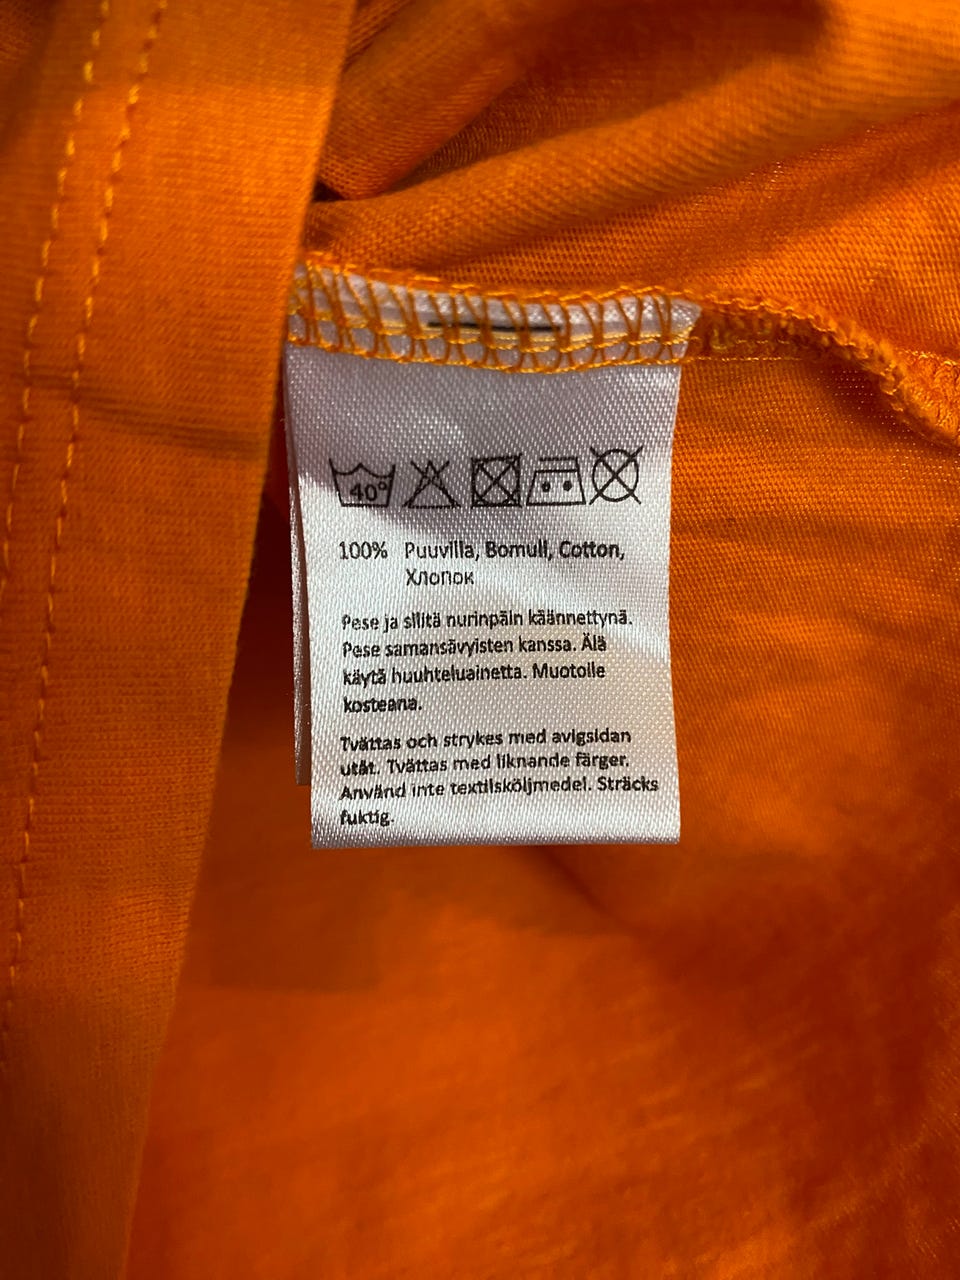 40°
100% Puuvilla, Bomull, Cotton,
Хлопок
Pese ja silitä nurinpäin käännettynä.
Pese samansävyisten kanssa. Älä
käytä huuhteluainetta. Muotoile
kosteana.
Tvättas och strykes med avigsidan
utåt. Tvättas med liknande färger.
Använd inte textilsköljmedel. Sträcks
fuktig.